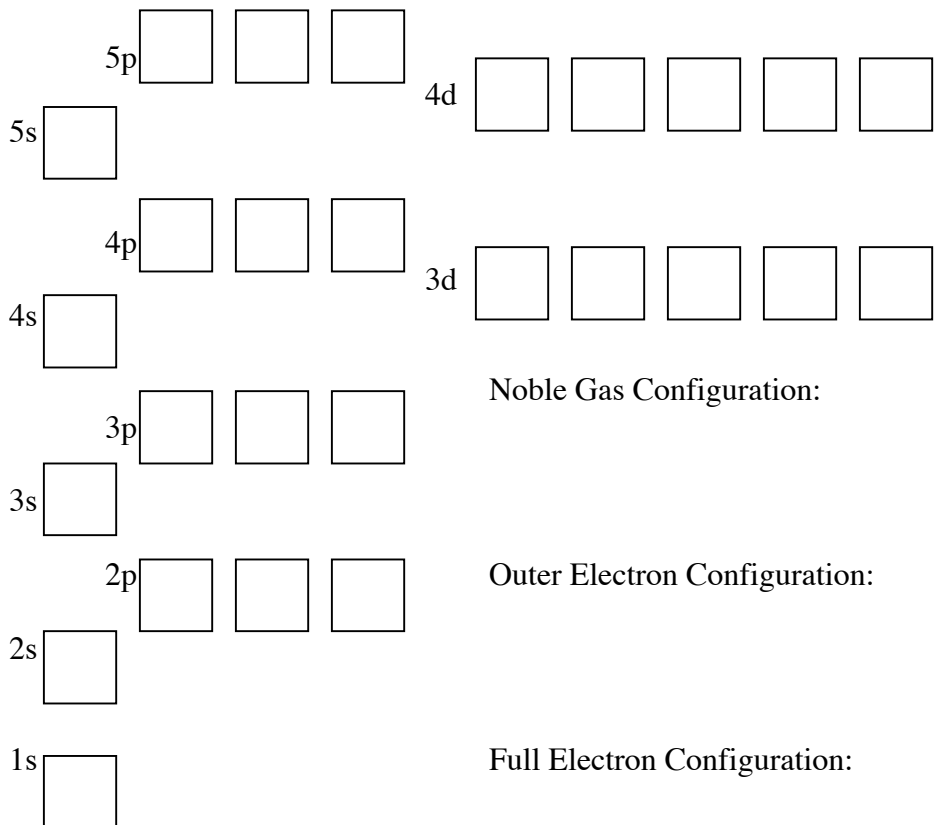 5p
4d
5s
4p
3d
4s
Noble Gas Configuration:
3p
3s
2p
Outer Electron Configuration:
2s
1s
Full Electron Configuration: